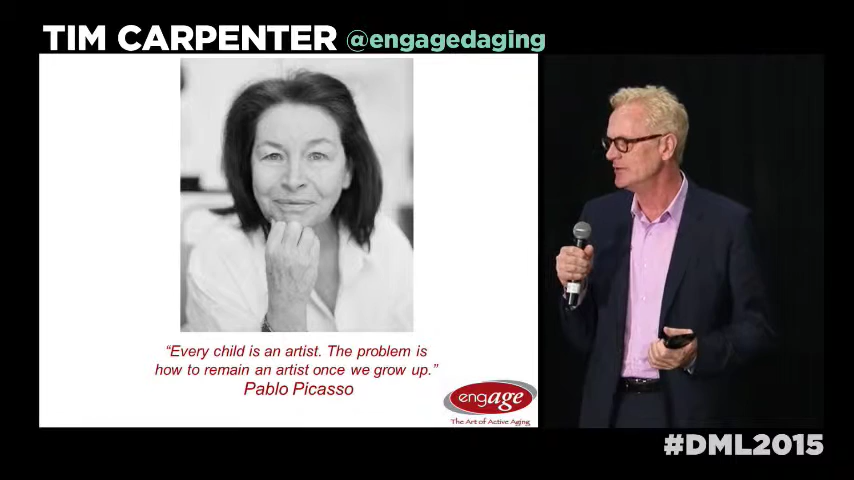 TIM CARPENTER @engagedaging
“Every child is an artist. The problem is
how to remain an artist once we grow up.”
Pablo Picasso
engage
The Art of Active Aging
#DML2015